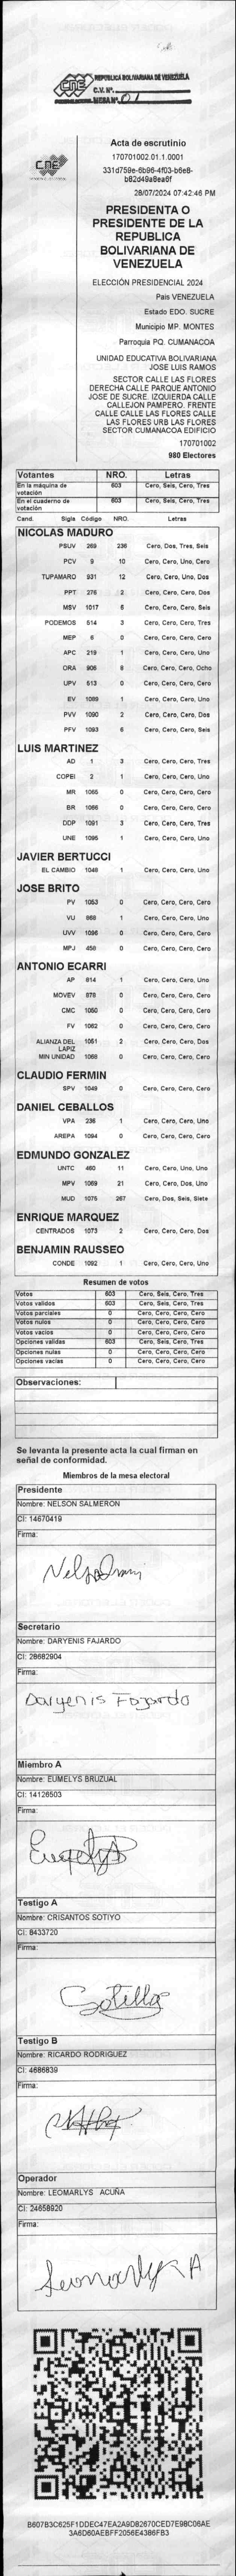 CNE
REPUBLICA BOLIVARIANA DE VENEZUELA
C.V. Nº
MESA Nº 01
CNE
Acta de escrutinio
170701002.01.1.0001
331d759e-6b96-4f03-b6e8-
b82d49a8ea6f
28/07/2024 07:42:46 PM
PRESIDENTA O
PRESIDENTE DE LA
REPUBLICA
BOLIVARIANA DE
VENEZUELA
ELECCIÓN PRESIDENCIAL 2024
Pais VENEZUELA
Estado EDO. SUCRE
Municipio MP. MONTES
Parroquia PQ. CUMANACOA
UNIDAD EDUCATIVA BOLIVARIANA
JOSE LUIS RAMOS
SECTOR CALLE LAS FLORES
DERECHA CALLE PARQUE ANTONIO
JOSE DE SUCRE. IZQUIERDA CALLE
CALLEJON PAMPERO. FRENTE
CALLE CALLE LAS FLORES CALLE
LAS FLORES URB LAS FLORES
SECTOR CUMANACOA EDIFICIO
170701002
980 Electores
Votantes NRO. Letras
En la máquina de votación 603 Cero, Seis, Cero, Tres
En el cuaderno de votación 603 Cero, Seis, Cero, Tres
Cand. Sigla Código NRO. Letras
NICOLAS MADURO
PSUV 269 236 Cero, Dos, Tres, Seis
PCV 9 10 Cero, Cero, Uno, Cero
TUPAMARO 931 12 Cero, Cero, Uno, Dos
PPT 276 2 Cero, Cero, Cero, Dos
MSV 1017 6 Cero, Cero, Cero, Seis
PODEMOS 514 3 Cero, Cero, Cero, Tres
MEP 6 0 Cero, Cero, Cero, Cero
APC 219 1 Cero, Cero, Cero, Uno
ORA 906 8 Cero, Cero, Cero, Ocho
UPV 513 0 Cero, Cero, Cero, Cero
EV 1089 1 Cero, Cero, Cero, Uno
PVV 1090 2 Cero, Cero, Cero, Dos
PFV 1093 6 Cero, Cero, Cero, Seis
LUIS MARTINEZ
AD 1 3 Cero, Cero, Cero, Tres
COPEI 2 1 Cero, Cero, Cero, Uno
MR 1065 0 Cero, Cero, Cero, Cero
BR 1066 0 Cero, Cero, Cero, Cero
DDP 1091 3 Cero, Cero, Cero, Tres
UNE 1095 1 Cero, Cero, Cero, Uno
JAVIER BERTUCCI
EL CAMBIO 1048 1 Cero, Cero, Cero, Uno
JOSE BRITO
PV 1053 0 Cero, Cero, Cero, Cero
VU 868 1 Cero, Cero, Cero, Uno
UVV 1096 0 Cero, Cero, Cero, Cero
MPJ 458 0 Cero, Cero, Cero, Cero
ANTONIO ECARRI
AP 814 1 Cero, Cero, Cero, Uno
MOVEV 878 0 Cero, Cero, Cero, Cero
CMC 1050 0 Cero, Cero, Cero, Cero
FV 1062 0 Cero, Cero, Cero, Cero
ALIANZA DEL LAPIZ 1051 2 Cero, Cero, Cero, Dos
MIN UNIDAD 1068 0 Cero, Cero, Cero, Cero
CLAUDIO FERMIN
SPV 1049 0 Cero, Cero, Cero, Cero
DANIEL CEBALLOS
VPA 236 1 Cero, Cero, Cero, Uno
AREPA 1094 0 Cero, Cero, Cero, Cero
EDMUNDO GONZALEZ
UNTC 460 11 Cero, Cero, Uno, Uno
MPV 1069 21 Cero, Cero, Dos, Uno
MUD 1075 267 Cero, Dos, Seis, Siete
ENRIQUE MARQUEZ
CENTRADOS 1073 2 Cero, Cero, Cero, Dos
BENJAMIN RAUSSEO
CONDE 1092 1 Cero, Cero, Cero, Uno
Resumen de votos
Votos 603 Cero, Seis, Cero, Tres
Votos validos 603 Cero, Seis, Cero, Tres
Votos parciales 0 Cero, Cero, Cero, Cero
Votos nulos 0 Cero, Cero, Cero, Cero
Votos vacios 0 Cero, Cero, Cero, Cero
Opciones validas 603 Cero, Seis, Cero, Tres
Opciones nulas 0 Cero, Cero, Cero, Cero
Opciones vacias 0 Cero, Cero, Cero, Cero
Observaciones:
Se levanta la presente acta la cual firman en
señal de conformidad.
Miembros de la mesa electoral
Presidente
Nombre: NELSON SALMERON
CI: 14670419
Firma:
Secretario
Nombre: DARYENIS FAJARDO
CI: 28682904
Firma:
Daryenis Fajardo
Miembro A
Nombre: EUMELYS BRUZUAL
CI: 14126503
Firma:
Testigo A
Nombre: CRISANTOS SOTIYO
CI: 8433720
Firma:
Sotillo
Testigo B
Nombre: RICARDO RODRIGUEZ
CI: 4686839
Firma:
Operador
Nombre: LEOMARLYS ACUÑA
CI: 24658920
Firma:
Leomarlys A
B607B3C625F1DDEC47EA2A9D82670CED7E98C06AE
3A6D60AEBFF2056E4386FB3